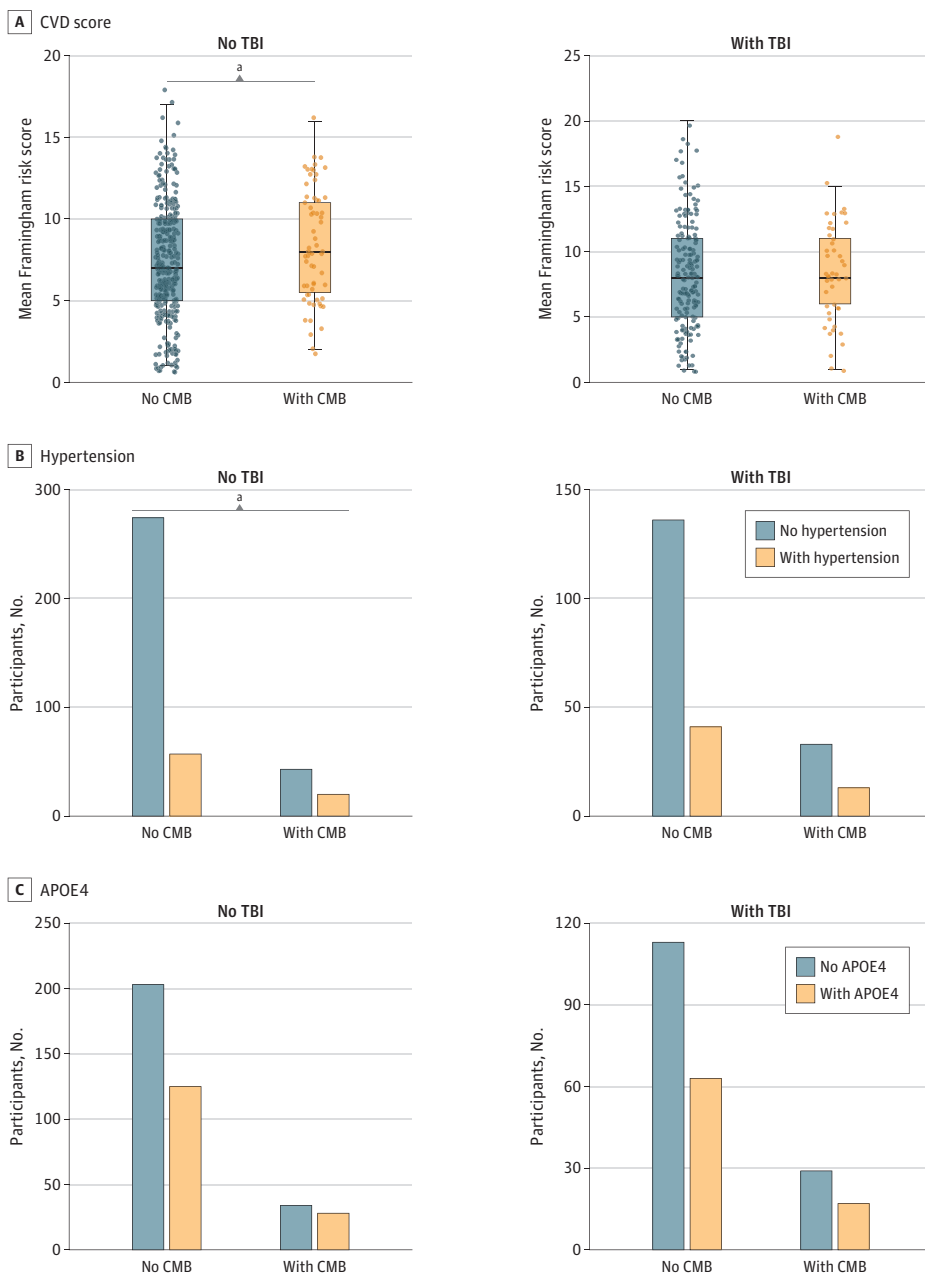 A CVD score
No TBI
20
15
10
5
0
Mean Framingham risk score
a
No CMB
With CMB
With TBI
25
20
15
10
5
0
Mean Framingham risk score
No CMB
With CMB
B Hypertension
No TBI
300
200
100
0
Participants, No.
a
No CMB
With CMB
With TBI
150
100
50
0
Participants, No.
No hypertension
With hypertension
No CMB
With CMB
C APOE4
No TBI
250
200
150
100
50
0
Participants, No.
No CMB
With CMB
With TBI
120
90
60
30
0
Participants, No.
No APOE4
With APOE4
No CMB
With CMB